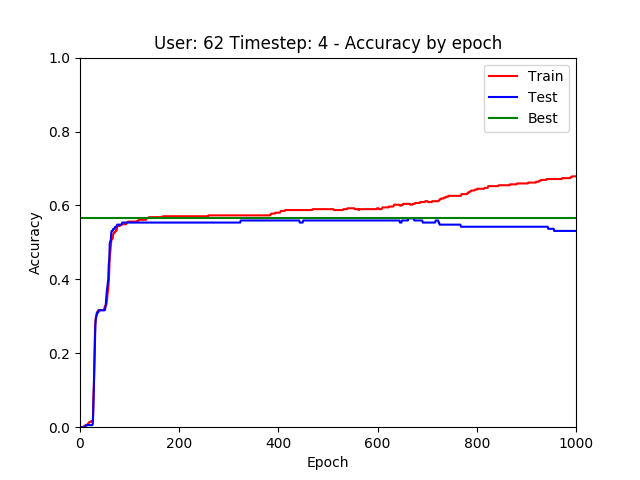 User: 62 Timestep: 4 - Accuracy by epoch
1.0
0.8
0.6
0.4
0.2
0.0
Accuracy
Train
Test
Best
0 200 400 600 800 1000
Epoch